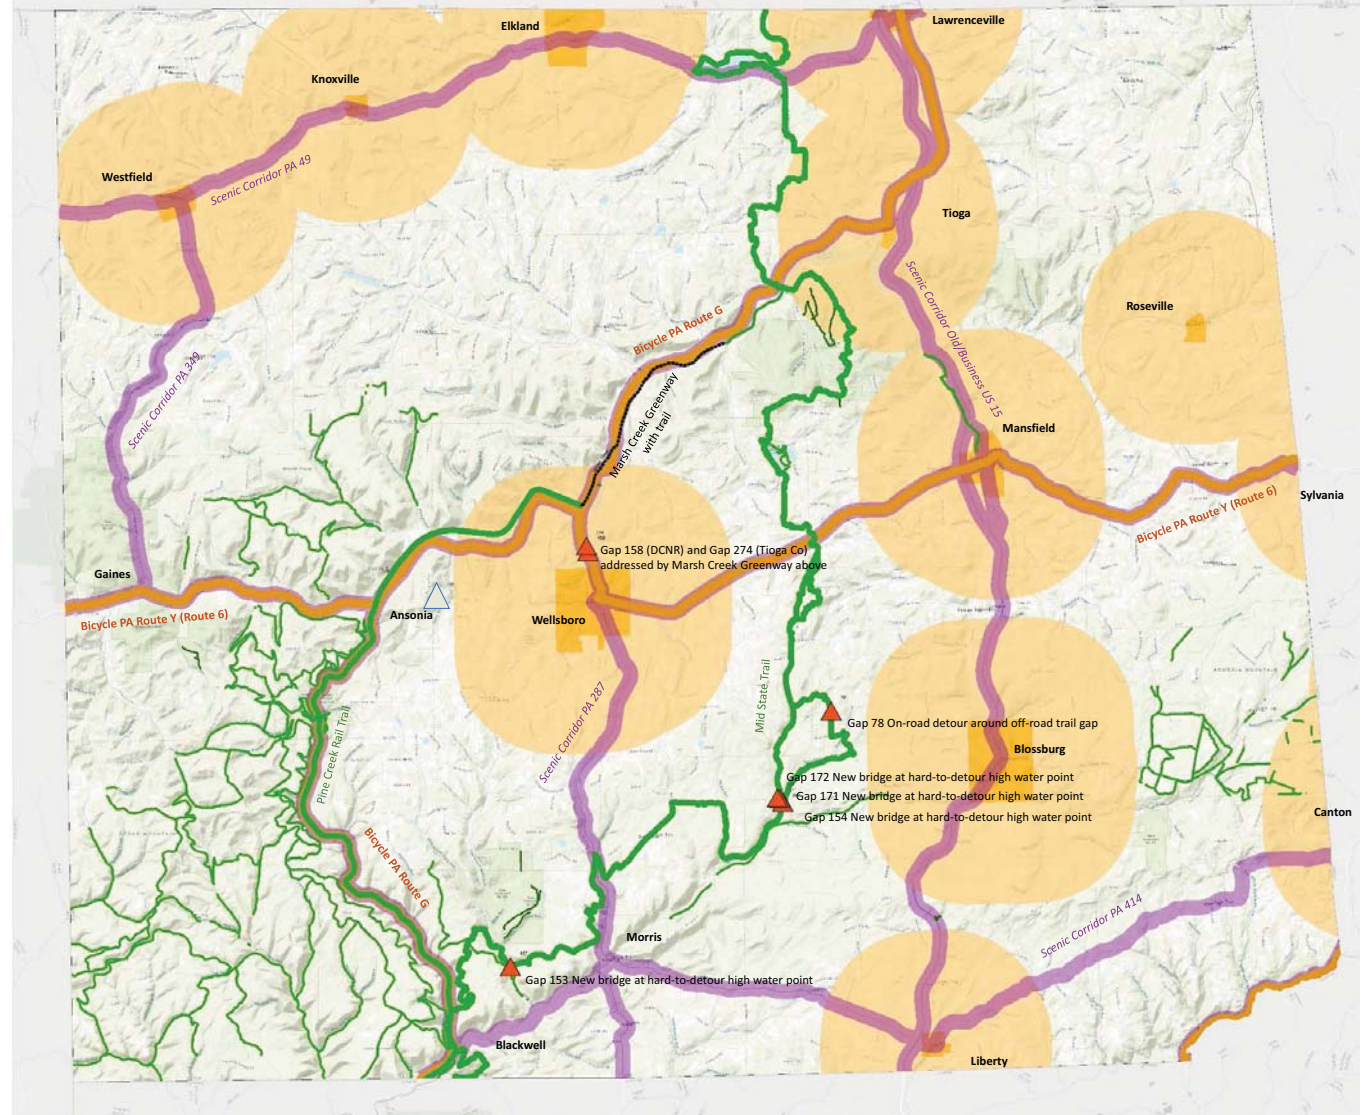 Lawrenceville
Elkland
Knoxville
Westfield
Scenic Corridor PA 49
Tioga
Scenic Corridor Old/Business US 15
Roseville
Bicycle PA Route G
Scenic Corridor PA 349
Marsh Creek Greenway
with trail
Mansfield
Sylvania
Bicycle PA Route Y (Route 6)
Gap 158 (DCNR) and Gap 274 (Tioga Co)
addressed by Marsh Creek Greenway above
Gaines
Ansonia
Bicycle PA Route Y (Route 6)
Wellsboro
Mid State Trail
Scenic Corridor PA 287
Pine Creek Rail Trail
Gap 78 On-road detour around off-road trail gap
Blossburg
Gap 172 New bridge at hard-to-detour high water point
Gap 171 New bridge at hard-to-detour high water point
Gap 154 New bridge at hard-to-detour high water point
Canton
Bicycle PA Route G
Scenic Corridor PA 414
Morris
Gap 153 New bridge at hard-to-detour high water point
Blackwell
Liberty